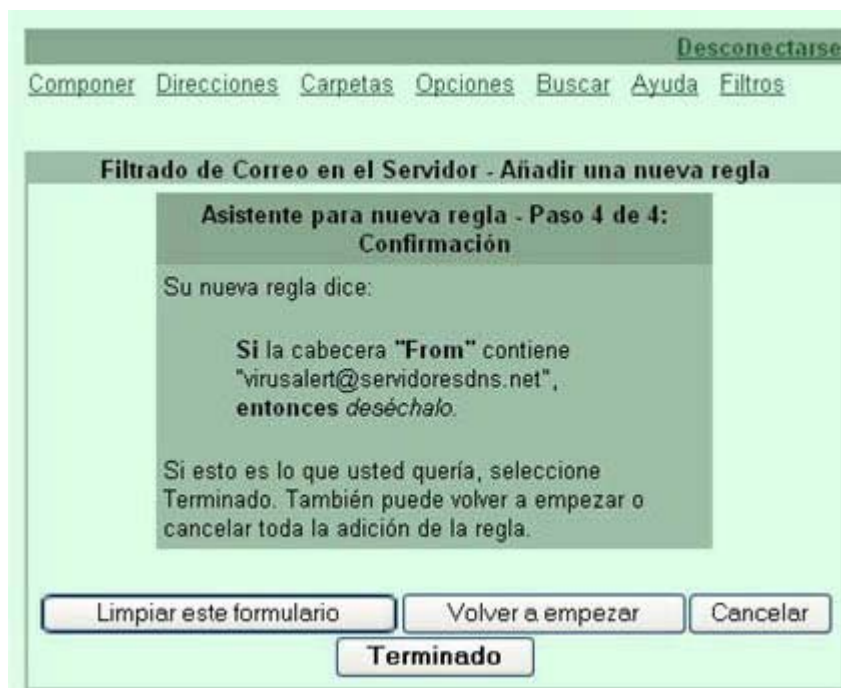 Desconectarse
Componer Direcciones Carpetas Opciones Buscar Ayuda Filtros
Filtrado de Correo en el Servidor - Añadir una nueva regla
Asistente para nueva regla - Paso 4 de 4:
Confirmación
Su nueva regla dice:
Si la cabecera "From" contiene
"virusalert@servidoresdns.net",
entonces deséchalo.
Si esto es lo que usted quería, seleccione
Terminado. También puede volver a empezar o
cancelar toda la adición de la regla.
Limpiar este formulario Volver a empezar Cancelar
Terminado